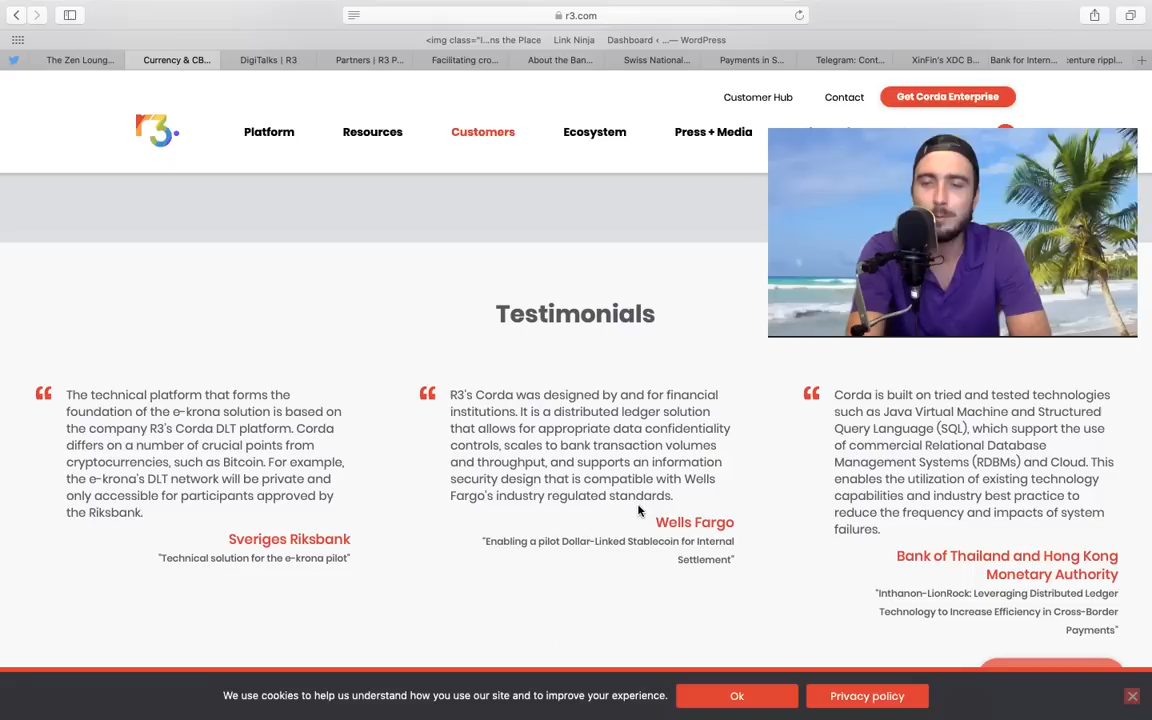 r3.com
<img class="l...ns the Place
Link Ninja
Dashboard ‹ ...— WordPress
The Zen Loung...
Currency & CB...
DigiTalks | R3
Partners | R3 P...
Facilitating cro...
About the Ban...
Swiss National...
Payments in S...
Telegram: Cont...
XinFin's XDC B...
Bank for Intern...
:enture rippl...
Customer Hub
Contact
Get Corda Enterprise
r3.
Platform
Resources
Customers
Ecosystem
Press + Media
Testimonials
The technical platform that forms the
foundation of the e-krona solution is based on
the company R3's Corda DLT platform. Corda
differs on a number of crucial points from
cryptocurrencies, such as Bitcoin. For example,
the e-krona's DLT network will be private and
only accessible for participants approved by
the Riksbank.
Sveriges Riksbank
"Technical solution for the e-krona pilot"
R3's Corda was designed by and for financial
institutions. It is a distributed ledger solution
that allows for appropriate data confidentiality
controls, scales to bank transaction volumes
and throughput, and supports an information
security design that is compatible with Wells
Fargo's industry regulated standards.
Wells Fargo
"Enabling a pilot Dollar-Linked Stablecoin for Internal
Settlement"
Corda is built on tried and tested technologies
such as Java Virtual Machine and Structured
Query Language (SQL), which support the use
of commercial Relational Database
Management Systems (RDBMs) and Cloud. This
enables the utilization of existing technology
capabilities and industry best practice to
reduce the frequency and impacts of system
failures.
Bank of Thailand and Hong Kong
Monetary Authority
"Inthanon-LionRock: Leveraging Distributed Ledger
Technology to Increase Efficiency in Cross-Border
Payments"
We use cookies to help us understand how you use our site and to improve your experience.
Ok
Privacy policy